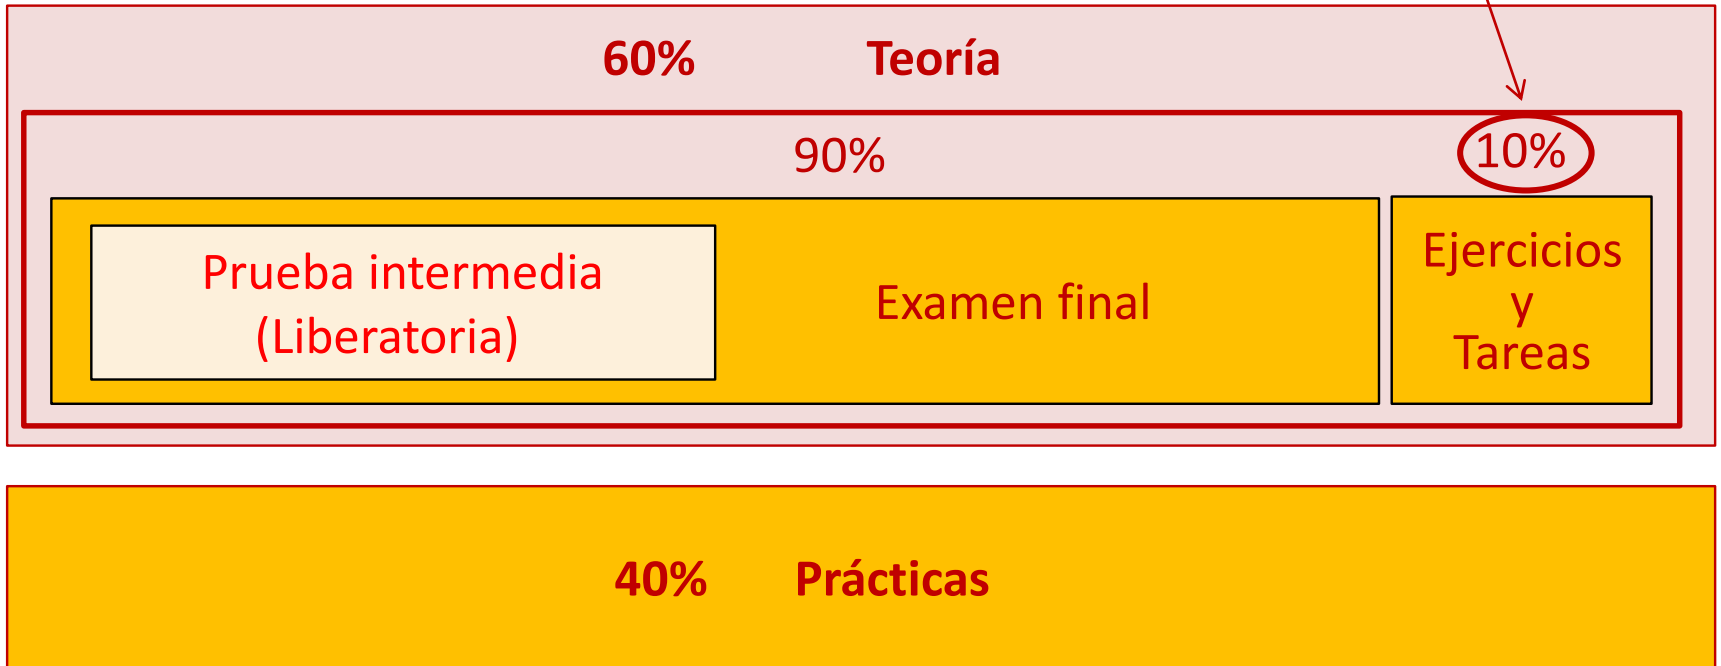 60% Teoría
90%
10%
Prueba intermedia
(Liberatoria)
Examen final
Ejercicios
y
Tareas
40% Prácticas